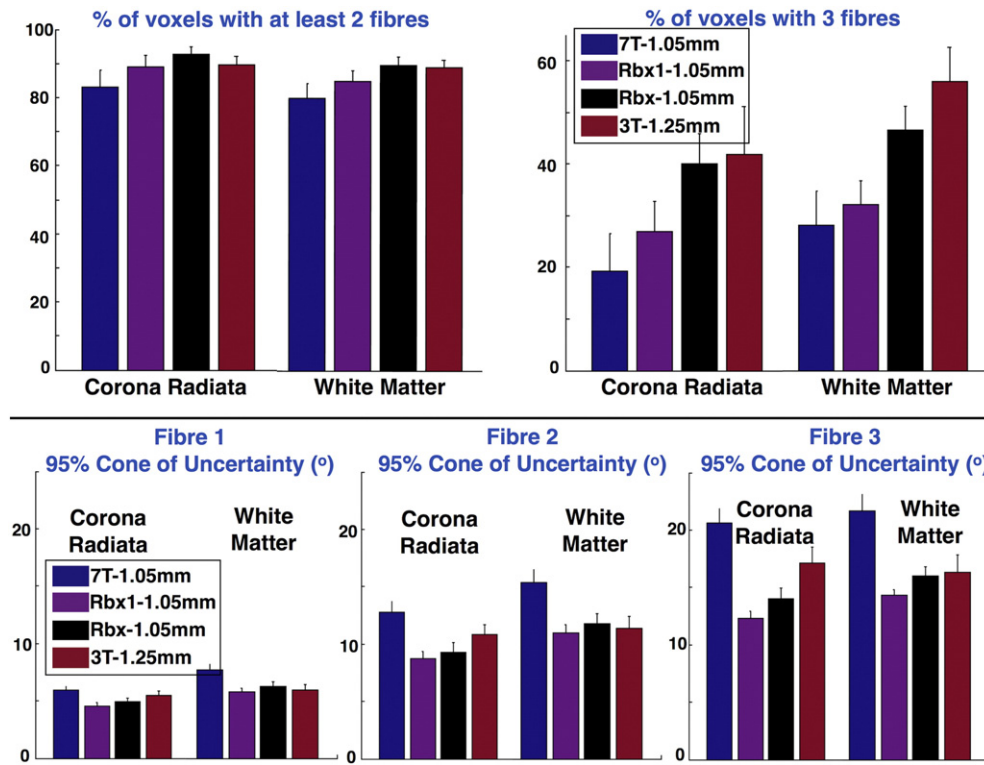 % of voxels with at least 2 fibres
100
80
60
40
20
0
Corona Radiata
White Matter
% of voxels with 3 fibres
7T-1.05mm
Rbx1-1.05mm
Rbx-1.05mm
3T-1.25mm
60
40
20
0
Corona Radiata
White Matter
Fibre 1
95% Cone of Uncertainty (º)
20
10
0
Corona
Radiata
White
Matter
7T-1.05mm
Rbx1-1.05mm
Rbx-1.05mm
3T-1.25mm
Fibre 2
95% Cone of Uncertainty (º)
20
10
0
Corona
Radiata
White
Matter
Fibre 3
95% Cone of Uncertainty (º)
20
10
0
Corona
Radiata
White
Matter